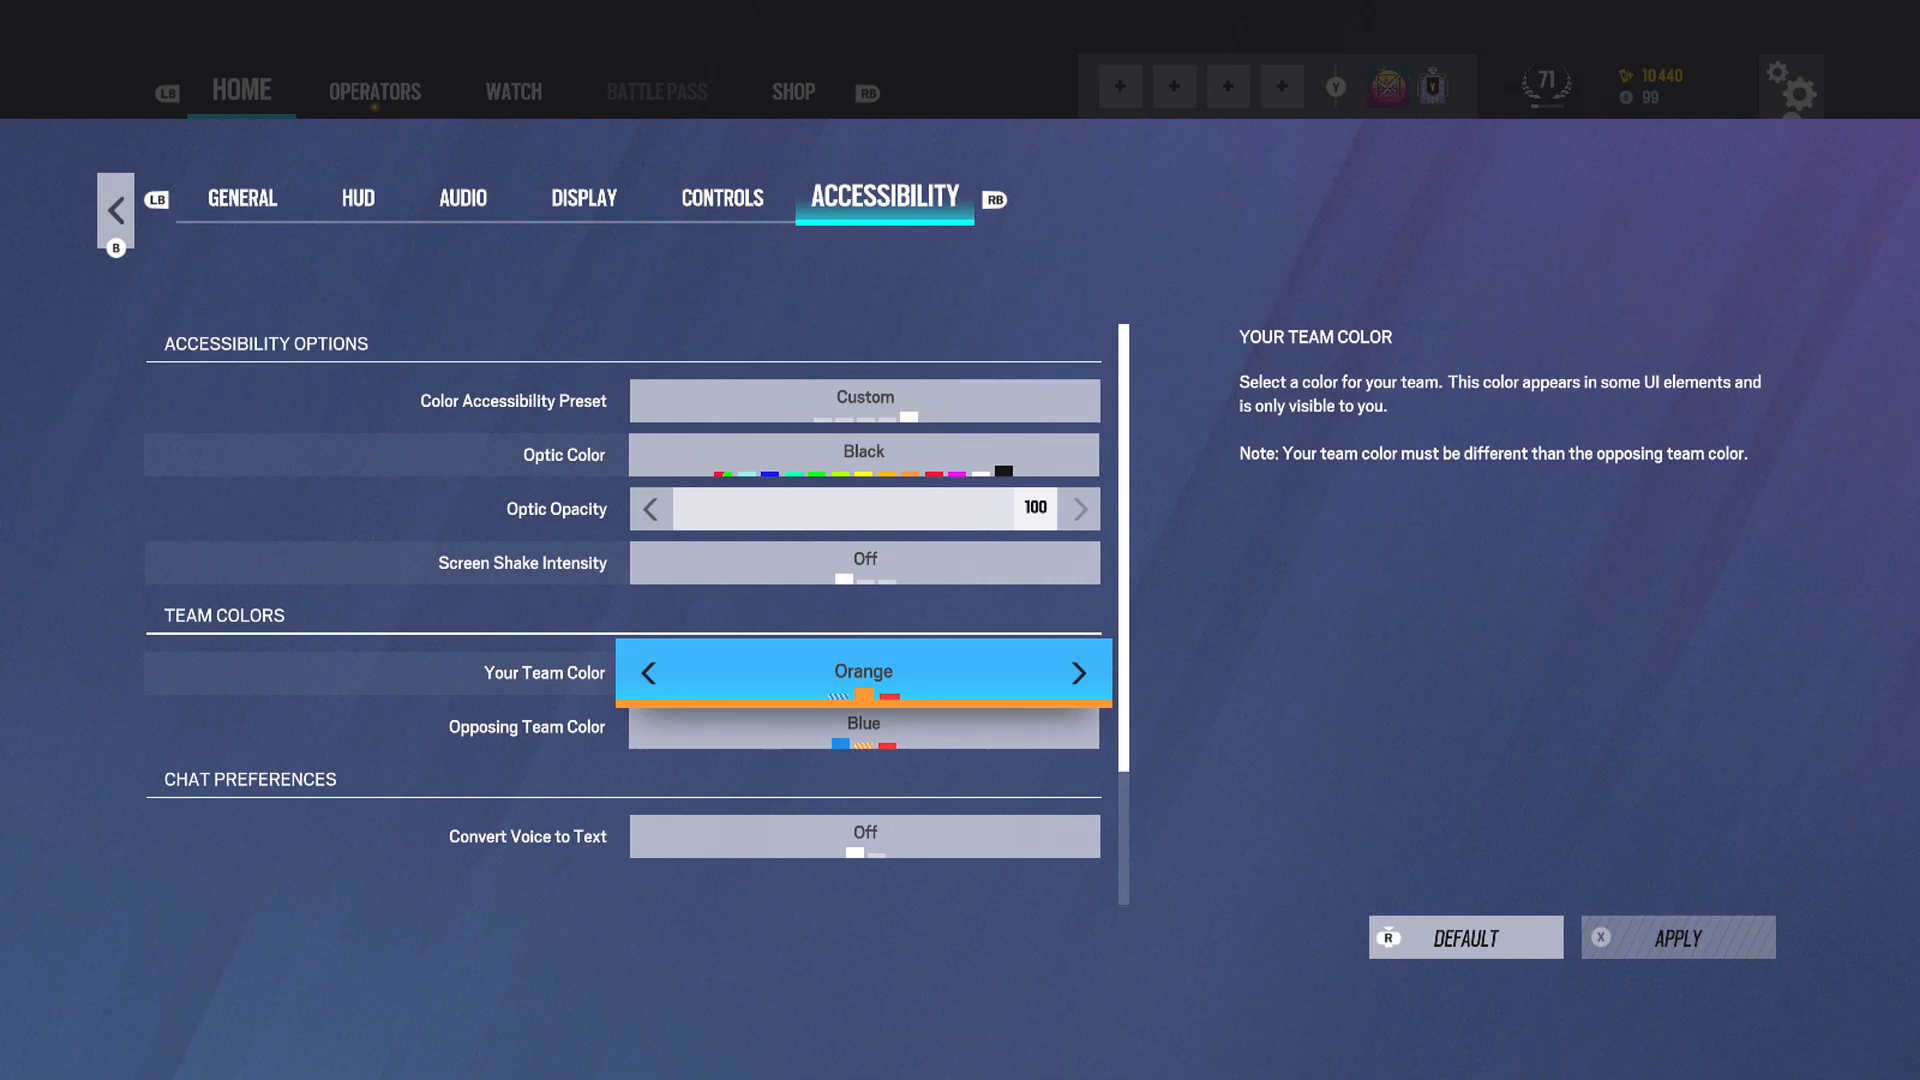 LB HOME OPERATORS WATCH BATTLE PASS SHOP RB + + + + Y Y 71 10 440
99
LB GENERAL HUD AUDIO DISPLAY CONTROLS ACCESSIBILITY RB
B
ACCESSIBILITY OPTIONS
Color Accessibility Preset Custom
Optic Color Black
Optic Opacity 100
Screen Shake Intensity Off
TEAM COLORS
Your Team Color Orange
Opposing Team Color Blue
CHAT PREFERENCES
Convert Voice to Text Off
YOUR TEAM COLOR
Select a color for your team. This color appears in some UI elements and
is only visible to you.
Note: Your team color must be different than the opposing team color.
R DEFAULT X APPLY